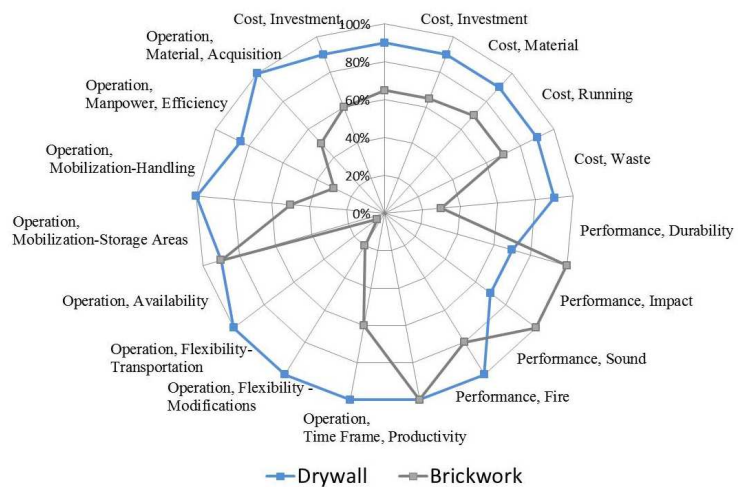 Cost, Investment
100%
Cost, Investment
Operation,
Material, Acquisition
Cost, Material
80%
Operation,
Manpower, Efficiency
Cost, Running
60%
Operation,
Mobilization-Handling
40%
Cost, Waste
20%
Operation,
Mobilization-Storage Areas
0%
Performance, Durability
Operation, Availability
Performance, Impact
Operation, Flexibility-
Transportation
Performance, Sound
Operation, Flexibility -
Modifications
Performance, Fire
Operation,
Time Frame, Productivity
Drywall
Brickwork